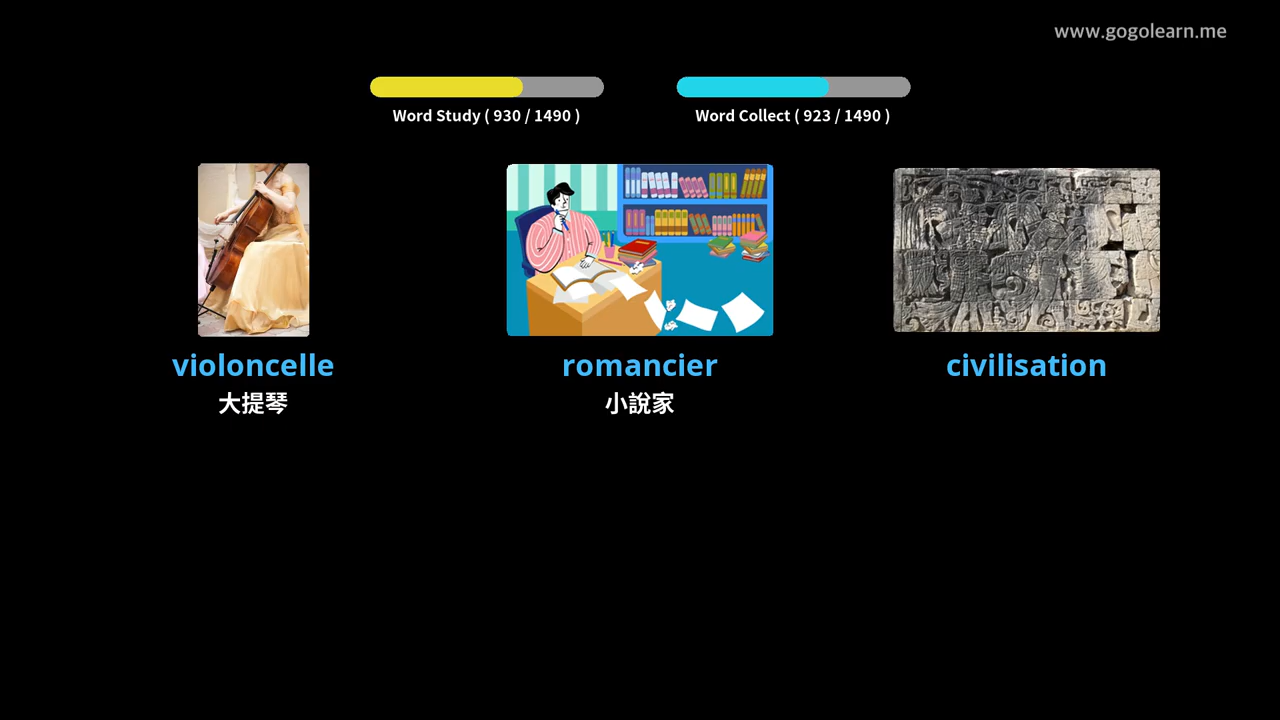 www.gogolearn.me
Word Study ( 930 / 1490 )
Word Collect ( 923 / 1490 )
violoncelle
大提琴
romancier
小說家
civilisation